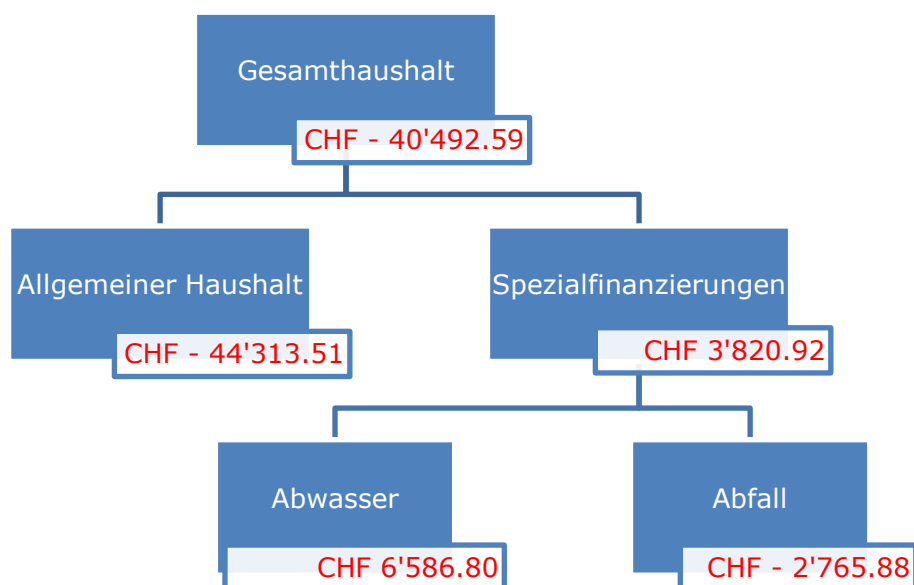 Gesamthaushalt
CHF - 40'492.59
Allgemeiner Haushalt
CHF - 44'313.51
Spezialfinanzierungen
CHF 3'820.92
Abwasser
CHF 6'586.80
Abfall
CHF - 2'765.88